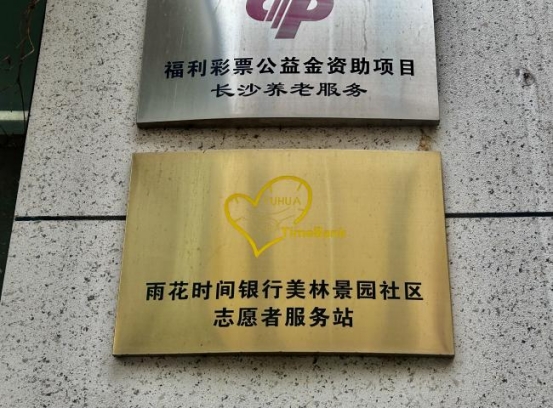 福利彩票公益金资助项目
长沙养老服务
YUHUA
TimeBank
雨花时间银行美林景园社区
志愿者服务站